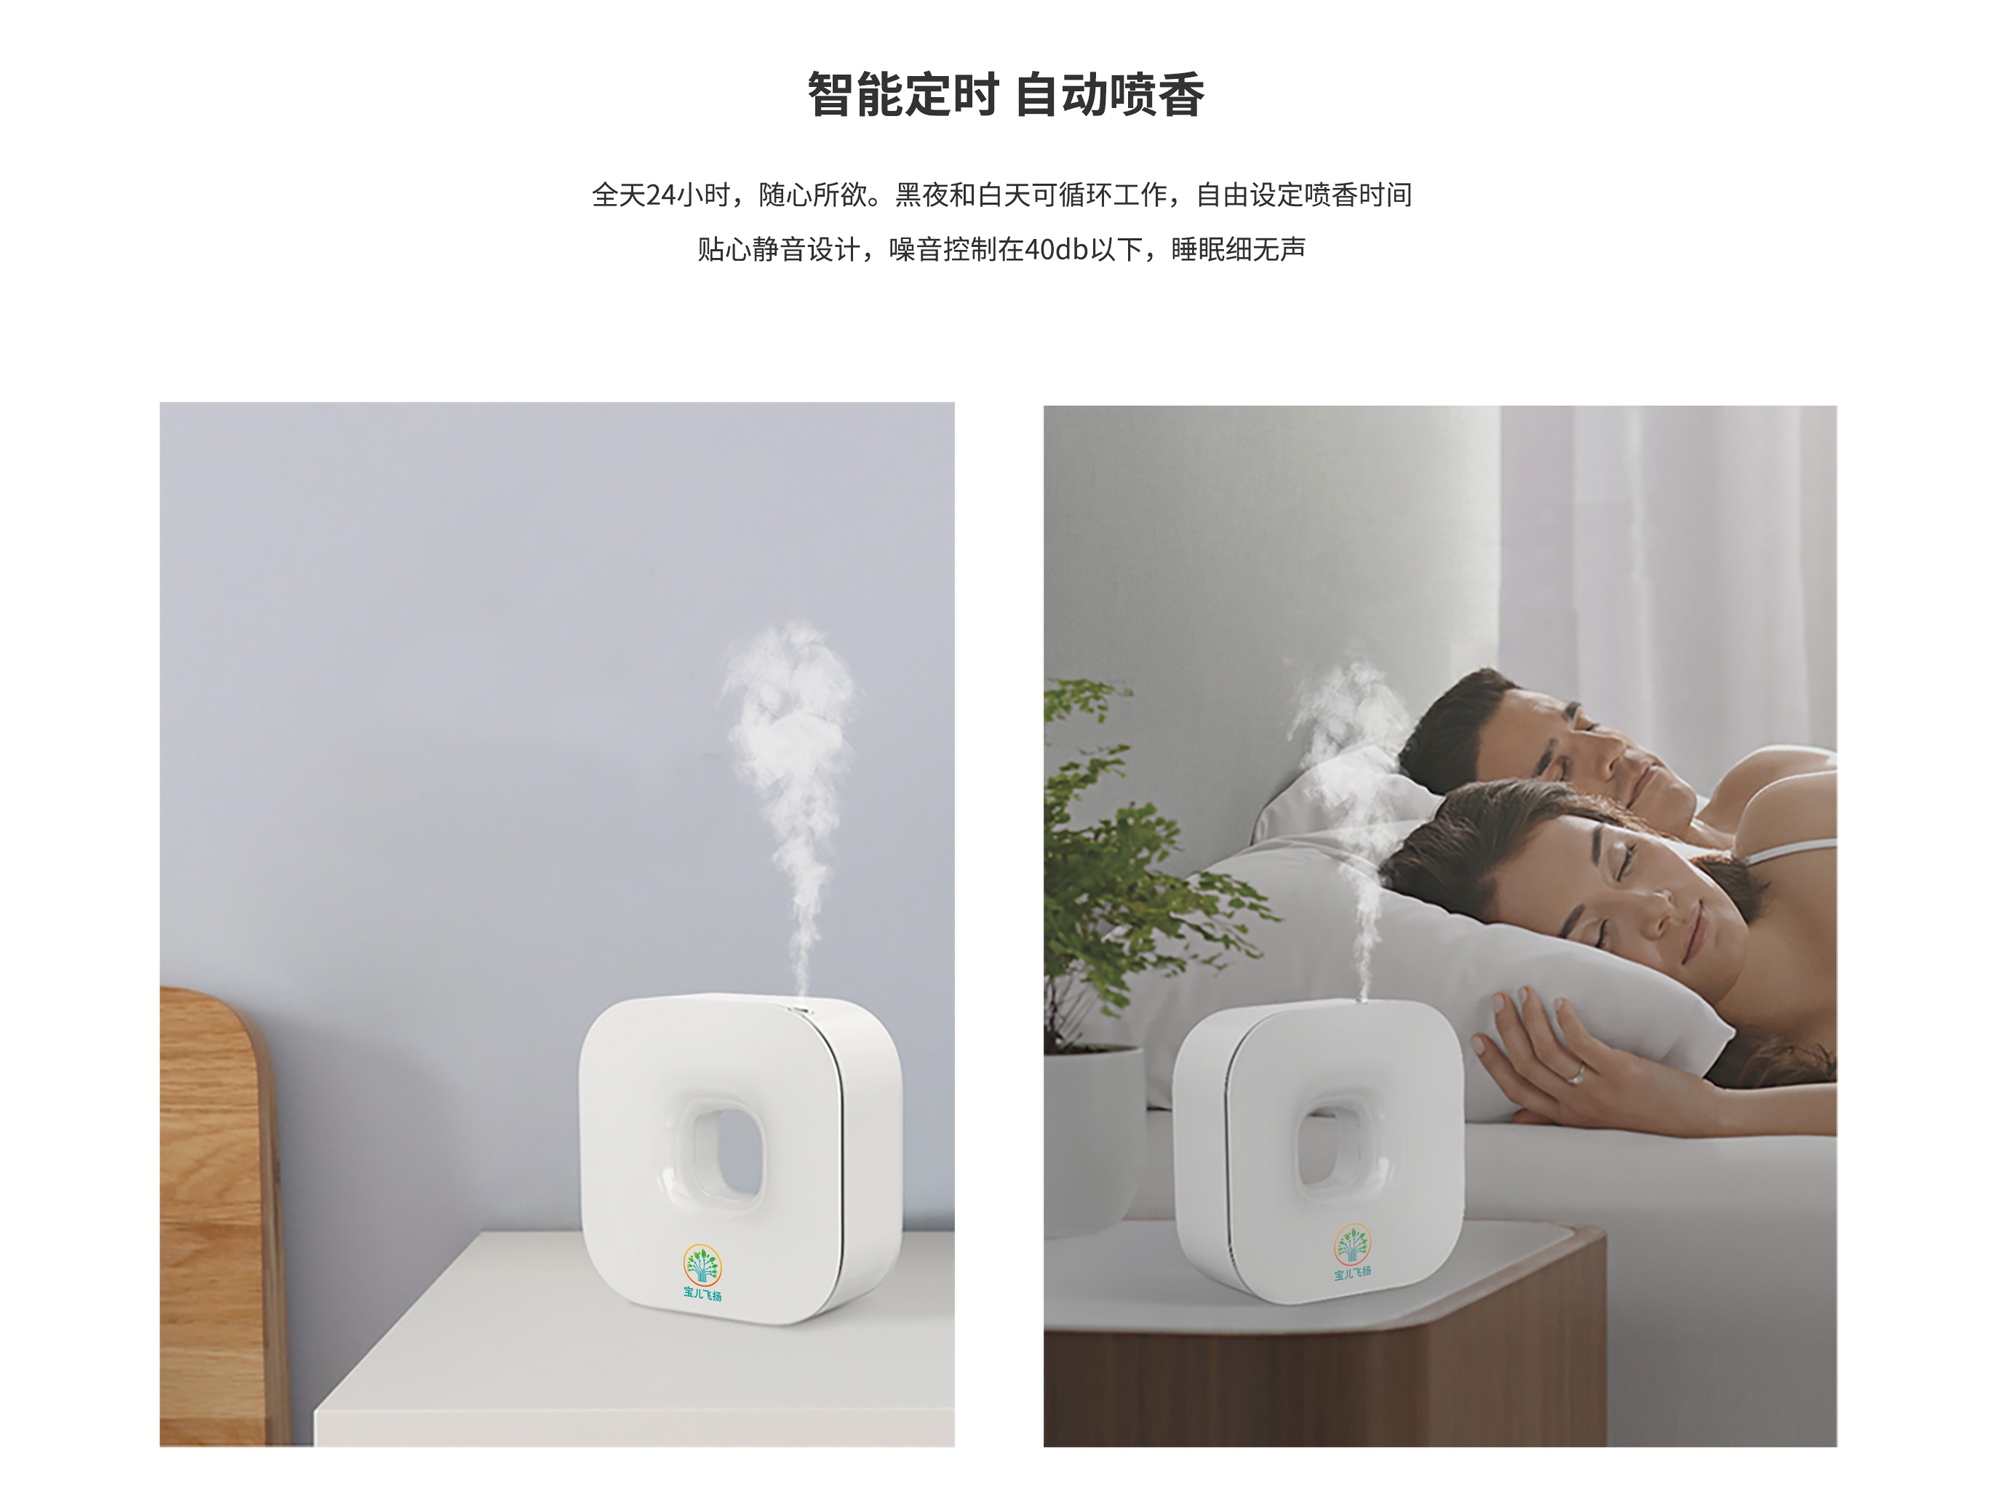 智能定时 自动喷香
全天24小时，随心所欲。黑夜和白天可循环工作，自由设定喷香时间
贴心静音设计，噪音控制在40db以下，睡眠细无声
宝儿飞扬
宝儿飞扬